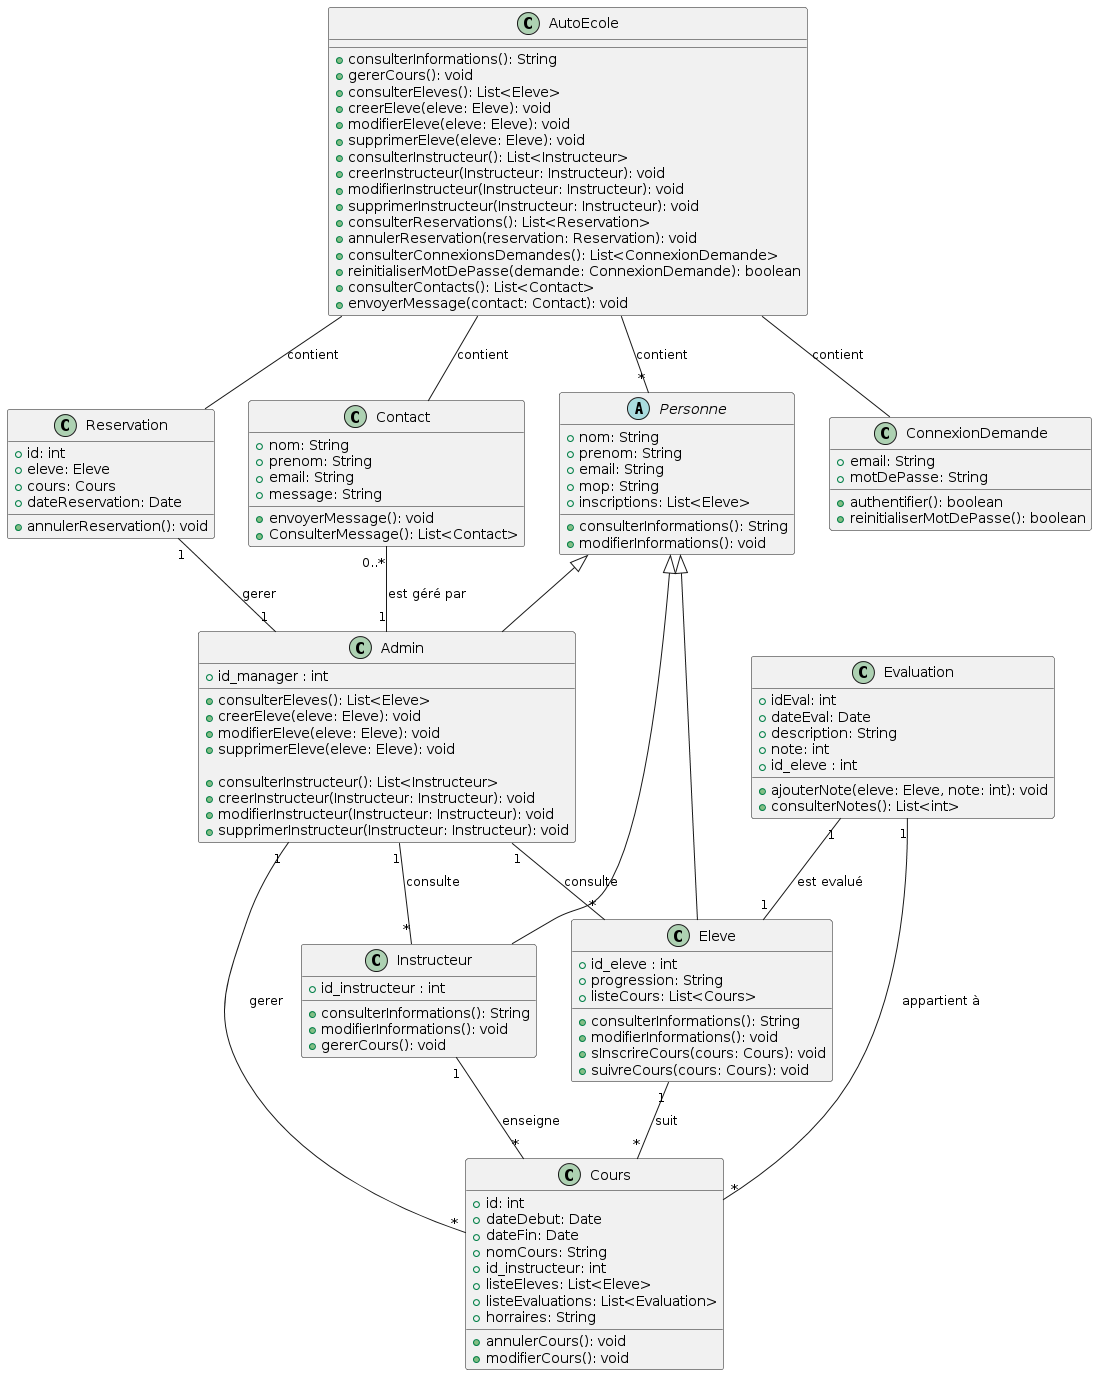 C AutoEcole
consulterInformations(): String
gererCours(): void
consulterEleves(): List<Eleve>
creerEleve(eleve: Eleve): void
modifierEleve(eleve: Eleve): void
supprimerEleve(eleve: Eleve): void
consulterInstructeur(): List<Instructeur>
creerInstructeur(Instructeur: Instructeur): void
modifierInstructeur(Instructeur: Instructeur): void
supprimerInstructeur(Instructeur: Instructeur): void
consulterReservations(): List<Reservation>
annulerReservation(reservation: Reservation): void
consulterConnexionsDemandes(): List<ConnexionDemande>
reinitialiserMotDePasse(demande: ConnexionDemande): boolean
consulterContacts(): List<Contact>
envoyerMessage(contact: Contact): void
contient
contient
contient
contient
*
C Reservation
id: int
eleve: Eleve
cours: Cours
dateReservation: Date
annulerReservation(): void
C Contact
nom: String
prenom: String
email: String
message: String
envoyerMessage(): void
ConsulterMessage(): List<Contact>
A Personne
nom: String
prenom: String
email: String
mop: String
inscriptions: List<Eleve>
consulterInformations(): String
modifierInformations(): void
C ConnexionDemande
email: String
motDePasse: String
authentifier(): boolean
reinitialiserMotDePasse(): boolean
1
gerer
1
0..*
est géré par
1
C Admin
id_manager : int
consulterEleves(): List<Eleve>
creerEleve(eleve: Eleve): void
modifierEleve(eleve: Eleve): void
supprimerEleve(eleve: Eleve): void
consulterInstructeur(): List<Instructeur>
creerInstructeur(Instructeur: Instructeur): void
modifierInstructeur(Instructeur: Instructeur): void
supprimerInstructeur(Instructeur: Instructeur): void
C Evaluation
idEval: int
dateEval: Date
description: String
note: int
id_eleve : int
ajouterNote(eleve: Eleve, note: int): void
consulterNotes(): List<int>
1
gerer
*
1
consulte
*
1
consulte
*
1
est evalué
1
1
appartient à
*
C Instructeur
id_instructeur : int
consulterInformations(): String
modifierInformations(): void
gererCours(): void
C Eleve
id_eleve : int
progression: String
listeCours: List<Cours>
consulterInformations(): String
modifierInformations(): void
sInscrireCours(cours: Cours): void
suivreCours(cours: Cours): void
1
enseigne
*
1
suit
*
C Cours
id: int
dateDebut: Date
dateFin: Date
nomCours: String
id_instructeur: int
listeEleves: List<Eleve>
listeEvaluations: List<Evaluation>
horraires: String
annulerCours(): void
modifierCours(): void